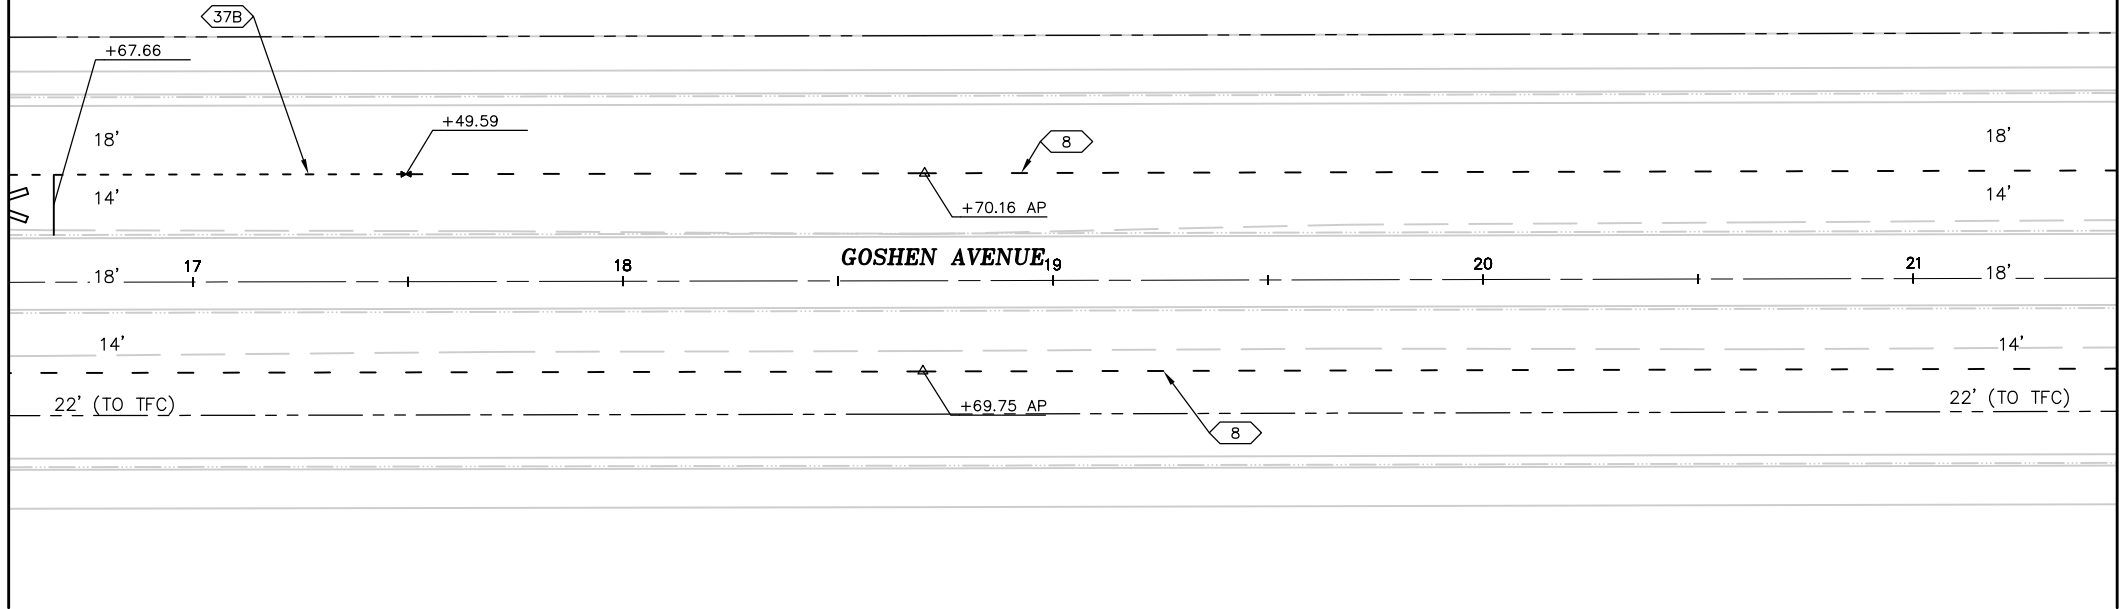 37B
+67.66
+49.59
18'
8
18'
14'
+70.16 AP
14'
GOSHEN AVENUE
17
18
19
20
21
18'
18'
14'
14'
22' (TO TFC)
+69.75 AP
22' (TO TFC)
8